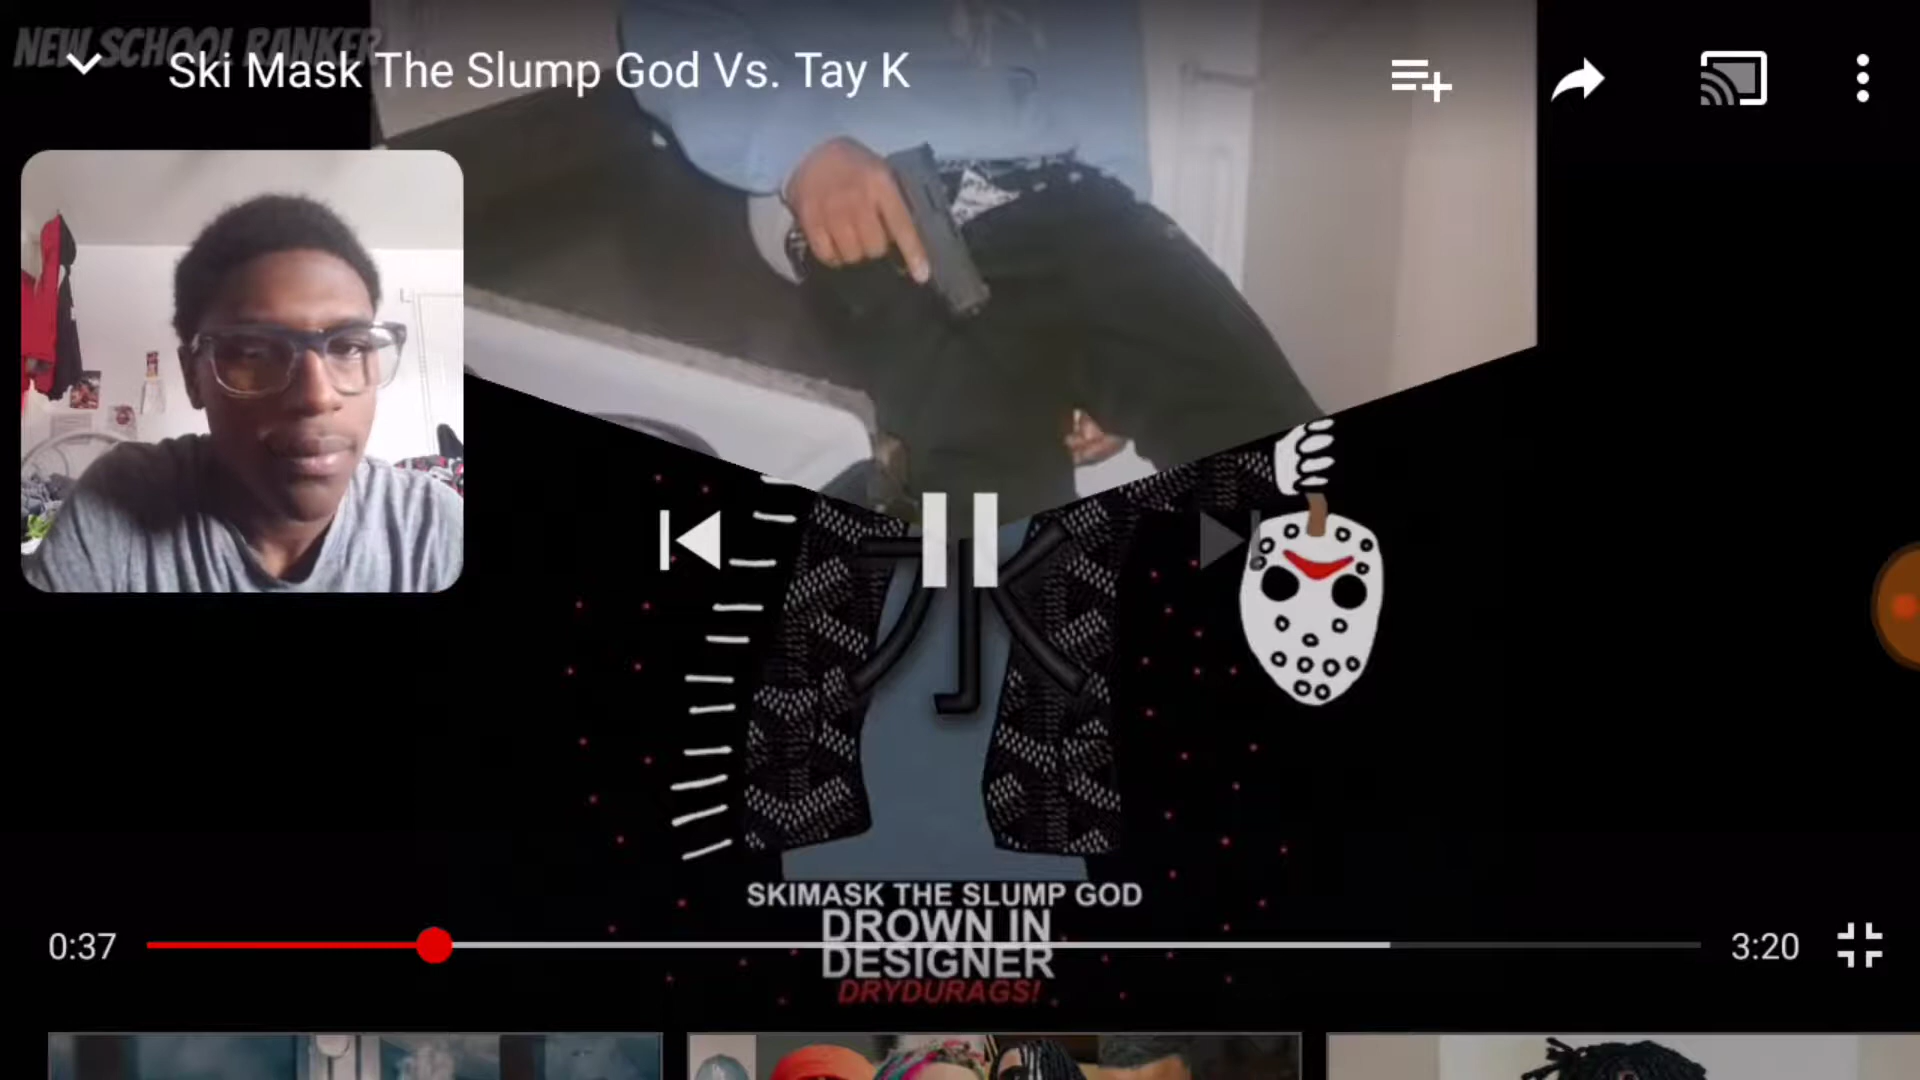 NEW SCHOOL RANKER
Ski Mask The Slump God Vs. Tay K
SKIMASK THE SLUMP GOD
DROWN IN
DESIGNER
DRYDURAGS!
0:37
3:20